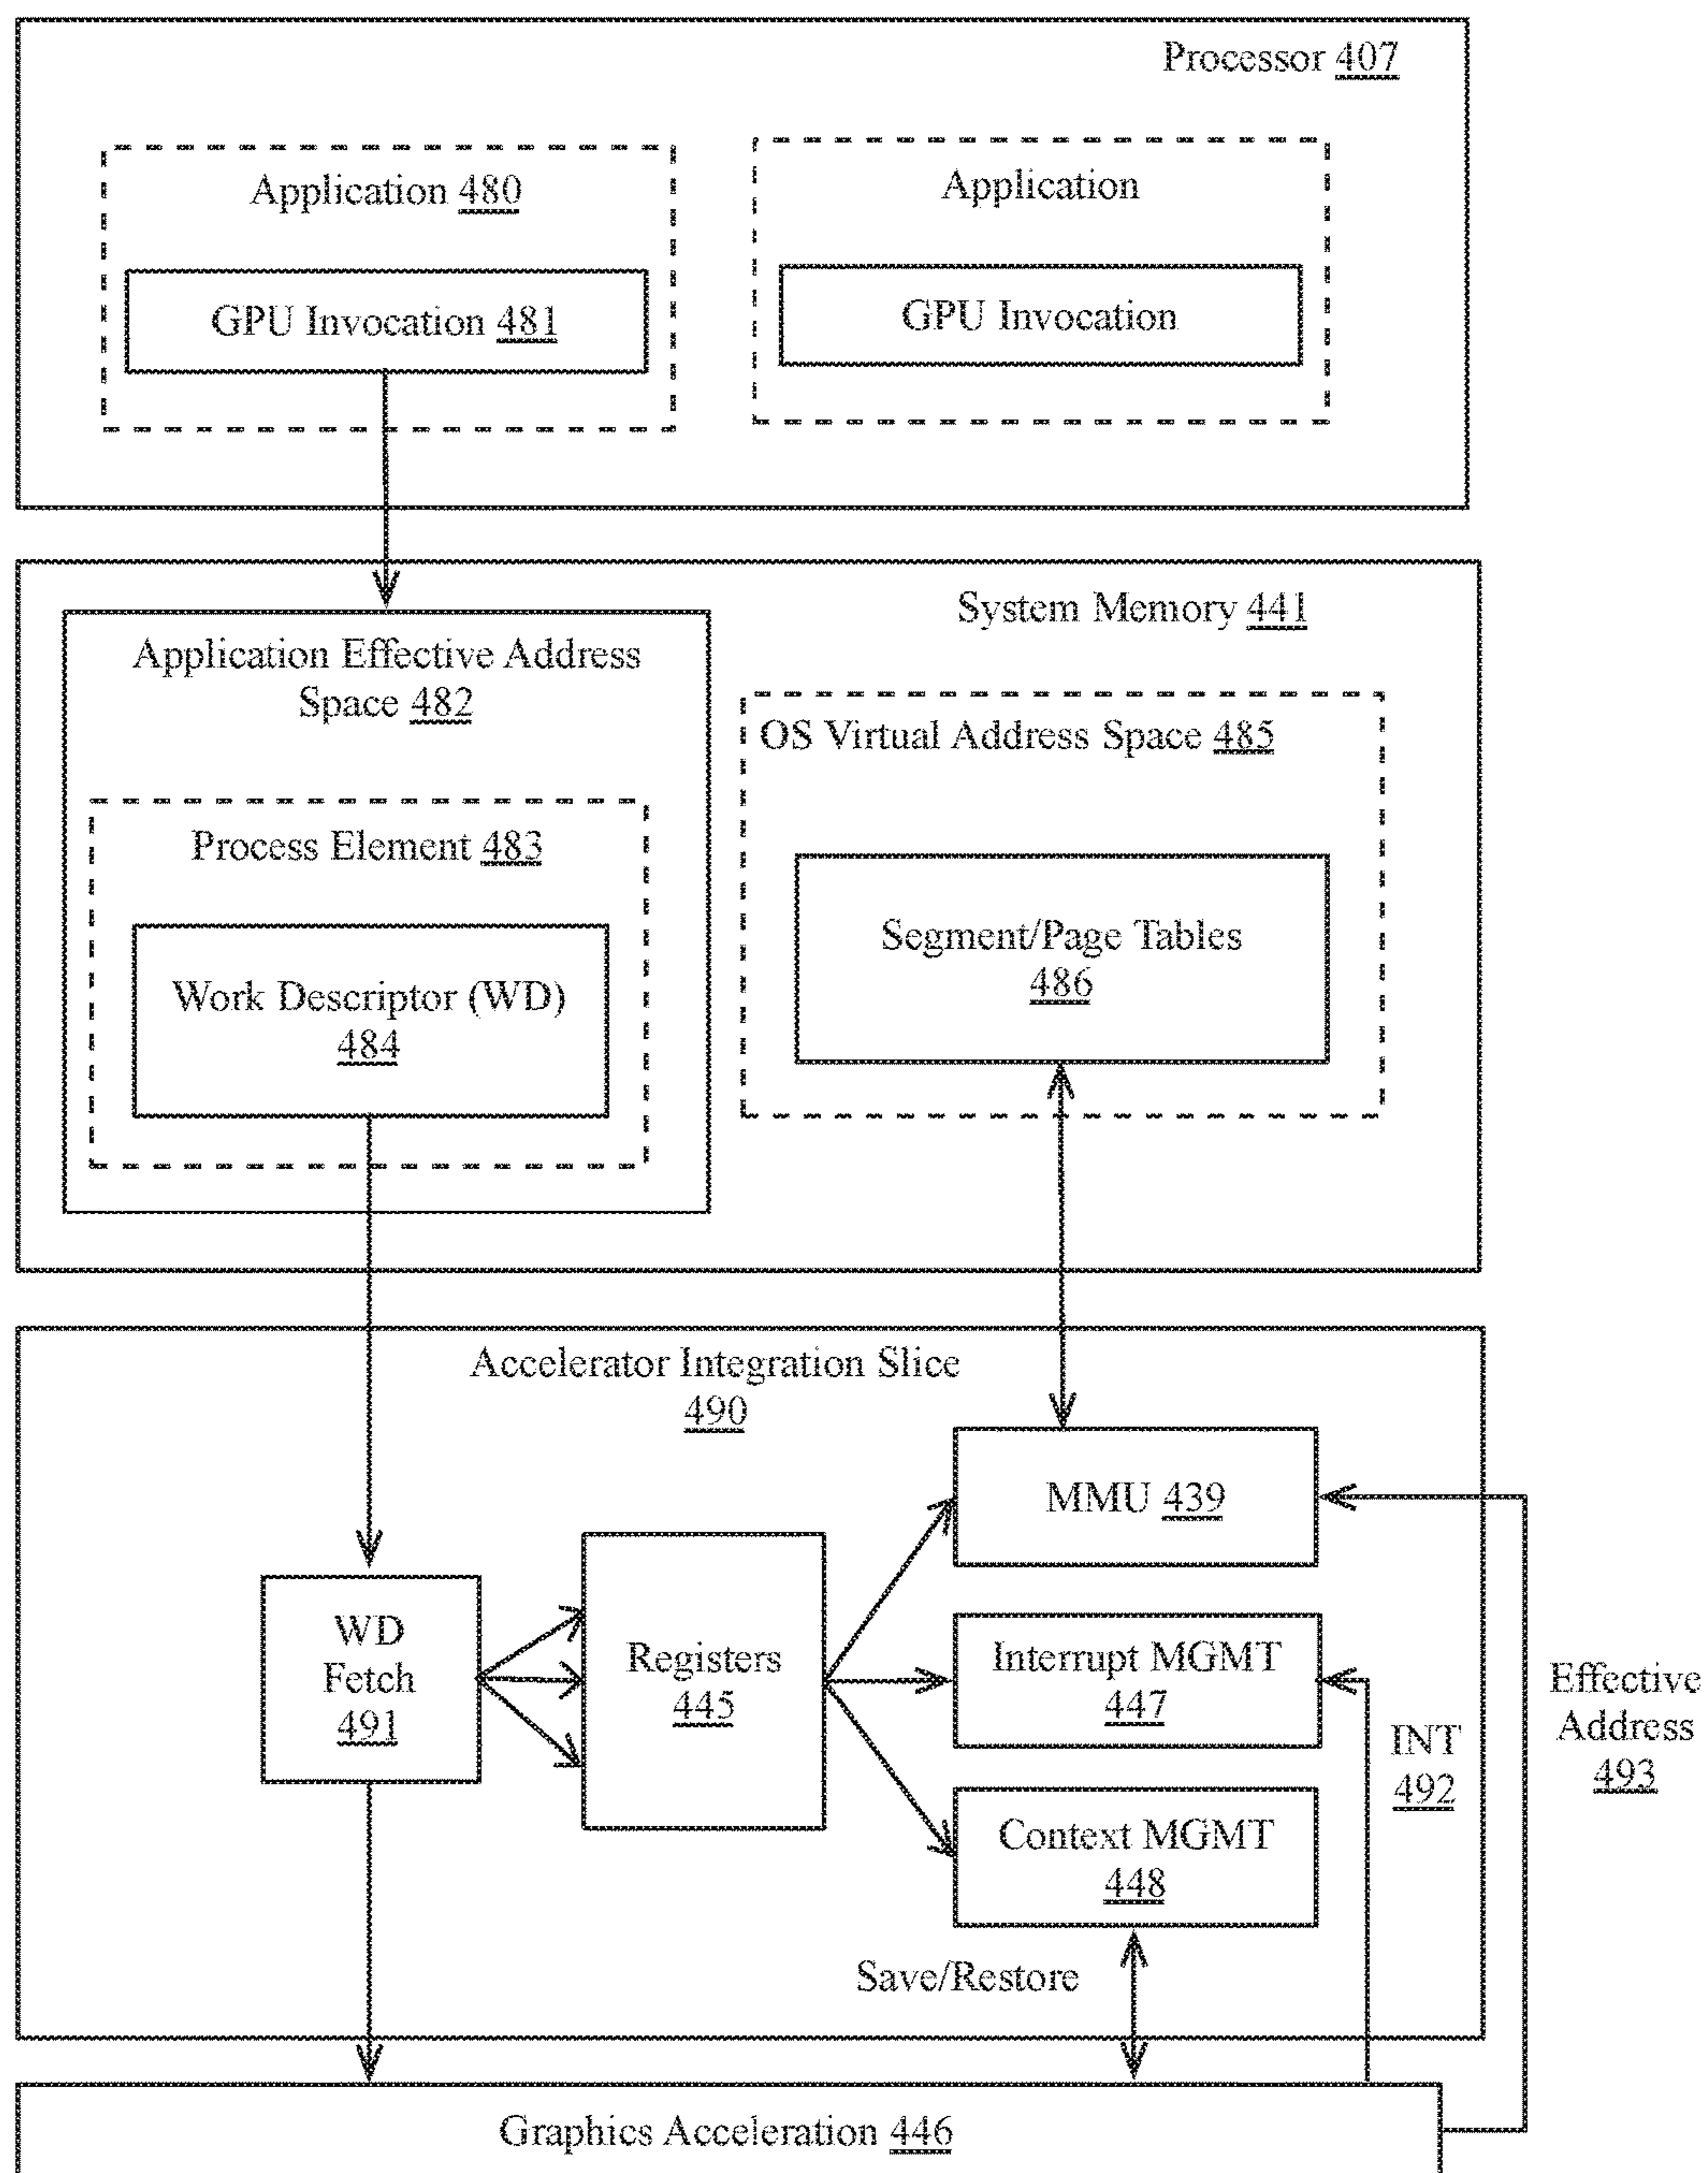 Processor 407
Application 480
Application
GPU Invocation 481
GPU Invocation
System Memory 441
Application Effective Address
Space 482
OS Virtual Address Space 485
Process Element 483
Segment/Page Tables
486
Work Descriptor (WD)
484
Accelerator Integration Slice
490
MMU 439
WD
Fetch
491
Registers
445
Interrupt MGMT
447
Effective
Address
493
INT
492
Context MGMT
448
Save/Restore
Graphics Acceleration 446